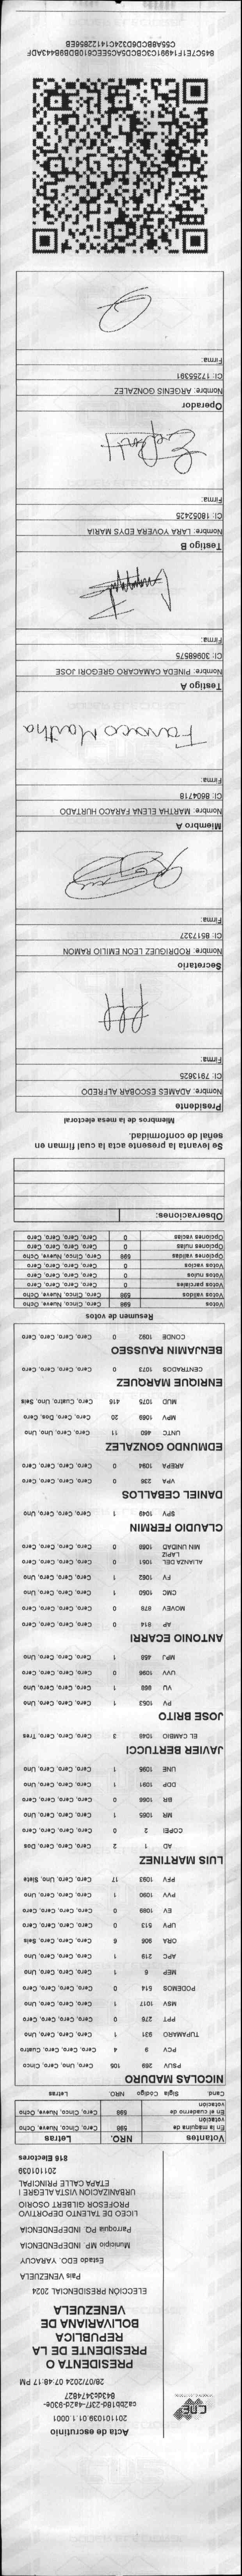 Acta de escrutinio
201101039.01.1.0001
28/07/2024 07:48:17 PM
CNE
PRESIDENTE O
PRESIDENTE DE LA
REPUBLICA
BOLIVARIANA DE
VENEZUELA
ELECCIÓN PRESIDENCIAL 2024
País VENEZUELA
Estado EDO. YARACUY
Municipio MP. INDEPENDENCIA
Parroquia PQ. INDEPENDENCIA
LICEO DE TALENTO DEPORTIVO
PROFESOR GILBERT OSORIO
URBANIZACIÓN VISTA ALEGRE I
ETAPA CALLE PRINCIPAL
201101039
816 Electores
Votantes NRO. Letras
En la máquina de votación 598 Cero, Cinco, Nueve, Ocho
En el cuaderno de votación 598 Cero, Cinco, Nueve, Ocho
Cand. Sigla Código NRO. Letras
NICOLAS MADURO
PSUV 269 105 Cero, Uno, Cero, Cinco
PCV 9 4 Cero, Cero, Cero, Cuatro
TUPAMARO 931 1 Cero, Cero, Cero, Uno
PPT 276 0 Cero, Cero, Cero, Cero
MSV 1017 1 Cero, Cero, Cero, Uno
PODEMOS 514 0 Cero, Cero, Cero, Cero
MEP 6 1 Cero, Cero, Cero, Uno
APC 219 1 Cero, Cero, Cero, Uno
ORA 906 6 Cero, Cero, Cero, Seis
UPV 513 0 Cero, Cero, Cero, Cero
EV 1089 0 Cero, Cero, Cero, Cero
PVV 1090 1 Cero, Cero, Cero, Uno
PFV 1093 17 Cero, Cero, Uno, Siete
LUIS MARTINEZ
AD 1 2 Cero, Cero, Cero, Dos
COPEI 2 0 Cero, Cero, Cero, Cero
MR 1065 1 Cero, Cero, Cero, Uno
BR 1068 0 Cero, Cero, Cero, Cero
DDP 1091 1 Cero, Cero, Cero, Uno
UNE 1095 1 Cero, Cero, Cero, Uno
JAVIER BERTUCCI
EL CAMBIO 1048 3 Cero, Cero, Cero, Tres
JOSE BRITO
PV 1053 1 Cero, Cero, Cero, Uno
VU 868 1 Cero, Cero, Cero, Uno
UVV 1096 0 Cero, Cero, Cero, Cero
MPJ 458 1 Cero, Cero, Cero, Uno
ANTONIO ECARRI
AP 814 0 Cero, Cero, Cero, Cero
MOVEV 878 0 Cero, Cero, Cero, Cero
CMC 1050 1 Cero, Cero, Cero, Uno
FV 1062 1 Cero, Cero, Cero, Uno
ALIANZA DEL LAPIZ 1051 0 Cero, Cero, Cero, Cero
MIN UNIDAD 1088 0 Cero, Cero, Cero, Cero
CLAUDIO FERMIN
SPV 1049 1 Cero, Cero, Cero, Uno
DANIEL CEBALLOS
VPA 236 0 Cero, Cero, Cero, Cero
AREPA 1094 0 Cero, Cero, Cero, Cero
EDMUNDO GONZALEZ
UNTC 460 11 Cero, Cero, Uno, Uno
MPV 1069 20 Cero, Cero, Dos, Cero
MUD 1075 416 Cero, Cuatro, Uno, Seis
ENRIQUE MARQUEZ
CENTRADOS 1073 0 Cero, Cero, Cero, Cero
BENJAMIN RAUSSEO
CONDE 1092 0 Cero, Cero, Cero, Cero
Resumen de votos
Votos 598 Cero, Cinco, Nueve, Ocho
Votos válidos 598 Cero, Cinco, Nueve, Ocho
Votos parciales 0 Cero, Cero, Cero, Cero
Votos nulos 0 Cero, Cero, Cero, Cero
Votos vacíos 0 Cero, Cero, Cero, Cero
Opciones válidas 598 Cero, Cinco, Nueve, Ocho
Opciones nulas 0 Cero, Cero, Cero, Cero
Opciones vacías 0 Cero, Cero, Cero, Cero
Observaciones:
Se levanta la presente acta la cual firman en
señal de conformidad.
Miembros de la mesa electoral
Presidente
Nombre: ADAMES ESCOBAR ALFREDO
CI: 7913625
Firma:
Secretario
Nombre: RODRIGUEZ LEON EMILIO RAMON
CI: 8517327
Firma:
Miembro A
Nombre: MARTHA ELENA FARACO HURTADO
CI: 8604718
Firma:
Faraco Martha
Testigo A
Nombre: PINEDA CAMACARO GREGORI JOSE
CI: 30968575
Firma:
Testigo B
Nombre: LARA YOVERA EDYS MARIA
CI: 18052425
Firma:
Operador
Nombre: ARGENIS GONZALEZ
CI: 17255391
Firma: